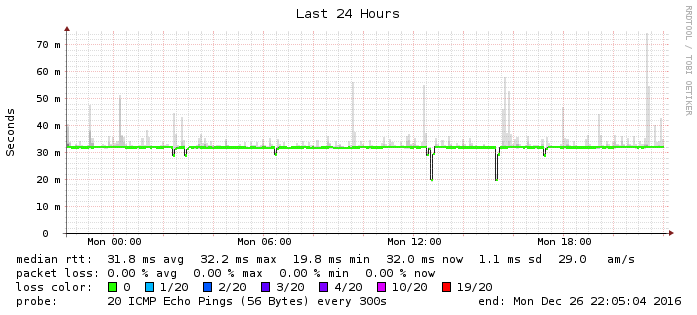 Last 24 Hours
RRDTOOL / TOBI OETIKER
Seconds
70 m
60 m
50 m
40 m
30 m
20 m
10 m
0
Mon 00:00 Mon 06:00 Mon 12:00 Mon 18:00
median rtt: 31.8 ms avg 32.2 ms max 19.8 ms min 32.0 ms now 1.1 ms sd 29.0 am/s
packet loss: 0.00 % avg 0.00 % max 0.00 % min 0.00 % now
loss color: 0 1/20 2/20 3/20 4/20 10/20 19/20
probe: 20 ICMP Echo Pings (56 Bytes) every 300s end: Mon Dec 26 22:05:04 2016